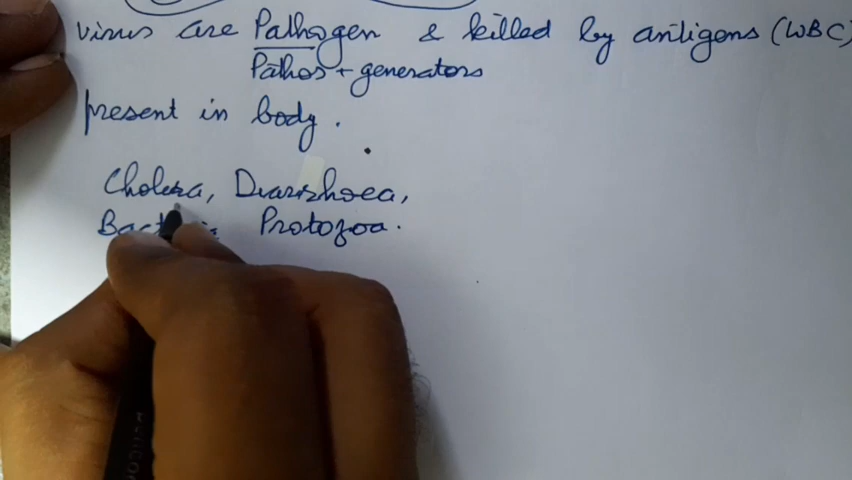 virus are Pathogen & killed by antigens (WBC)
Pathos + generators
present in body.
Cholera, Diarrhoea,
Protozoa.